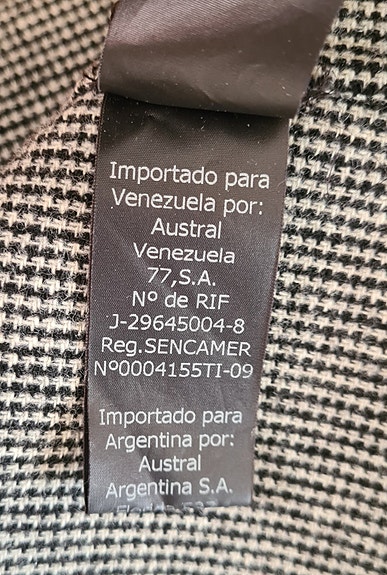 Importado para
Venezuela por:
Austral
Venezuela
77,S.A.
Nº de RIF
J-29645004-8
Reg.SENCAMER
Nº0004155TI-09
Importado para
Argentina por:
Austral
Argentina S.A.